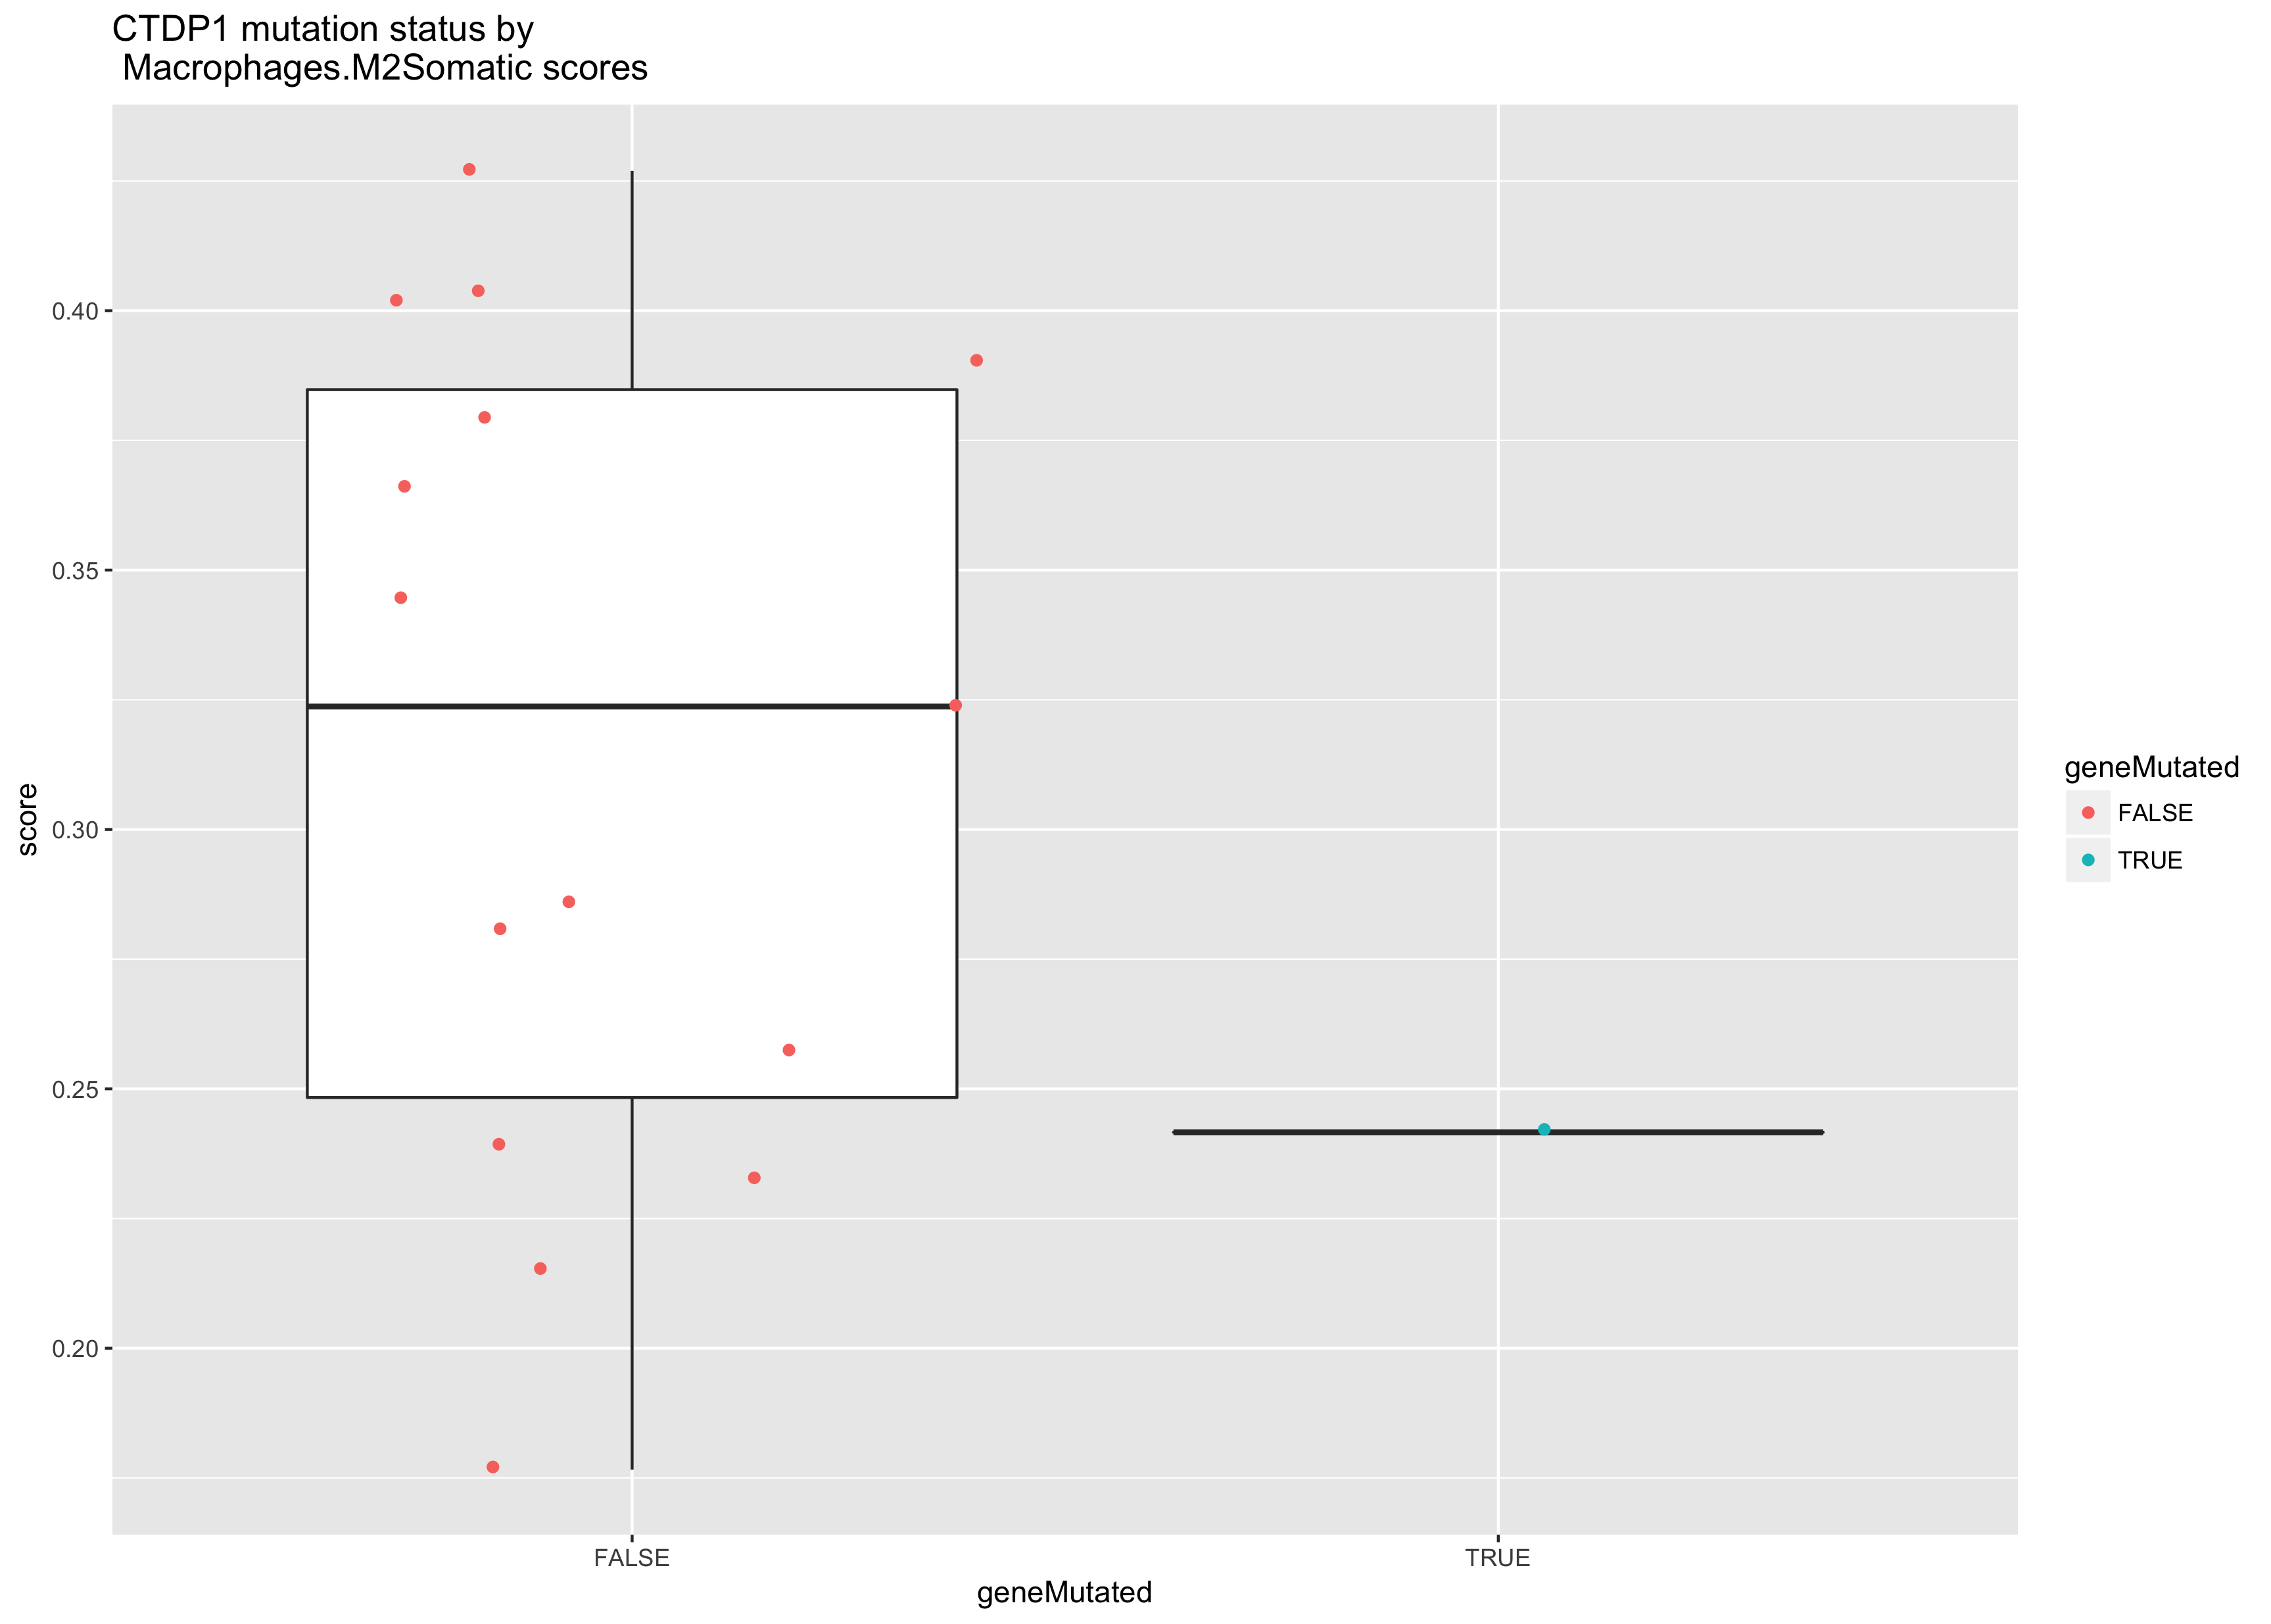 CTDP1 mutation status by
Macrophages.M2Somatic scores
score
0.40
0.35
0.30
0.25
0.20
FALSE
TRUE
geneMutated
geneMutated
FALSE
TRUE